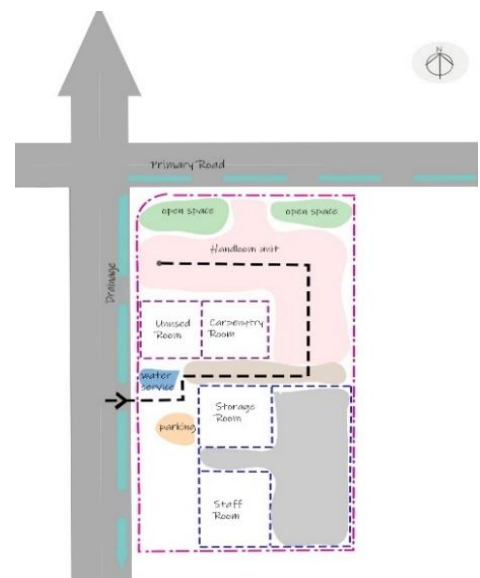 N
Primary Road
open space
open space
Handloom unit
Drainage
Unused
Room
Carpentry
Room
water
service
Storage
Room
parking
Staff
Room